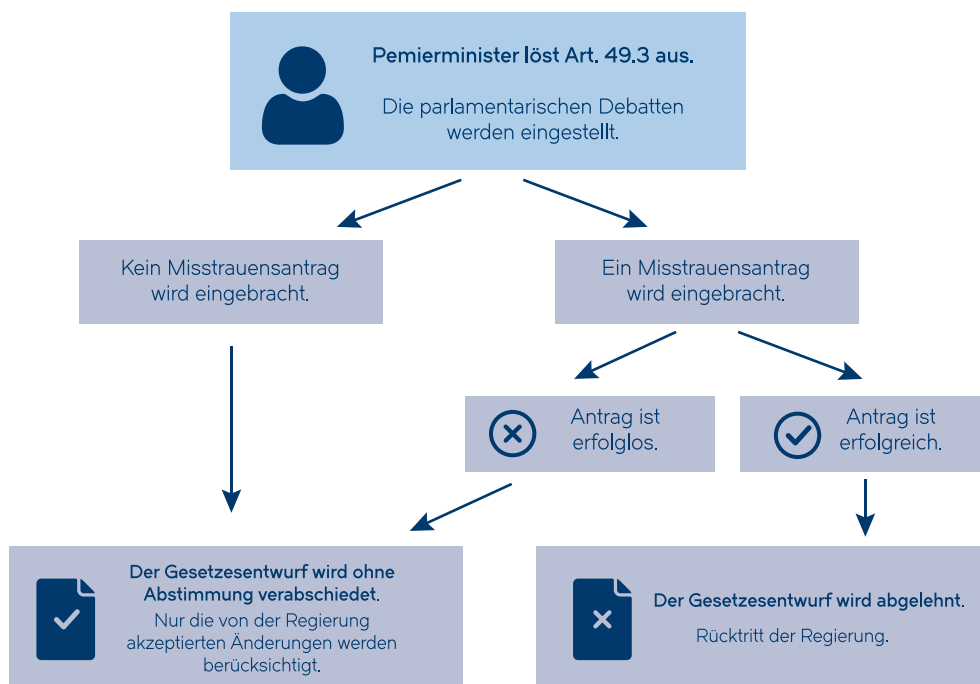 Pemierminister löst Art. 49.3 aus.
Die parlamentarischen Debatten
werden eingestellt.
Kein Misstrauensantrag
wird eingebracht.
Ein Misstrauensantrag
wird eingebracht.
Antrag ist
erfolglos.
Antrag ist
erfolgreich.
Der Gesetzesentwurf wird ohne
Abstimmung verabschiedet.
Nur die von der Regierung
akzeptierten Änderungen werden
berücksichtigt.
Der Gesetzesentwurf wird abgelehnt.
Rücktritt der Regierung.